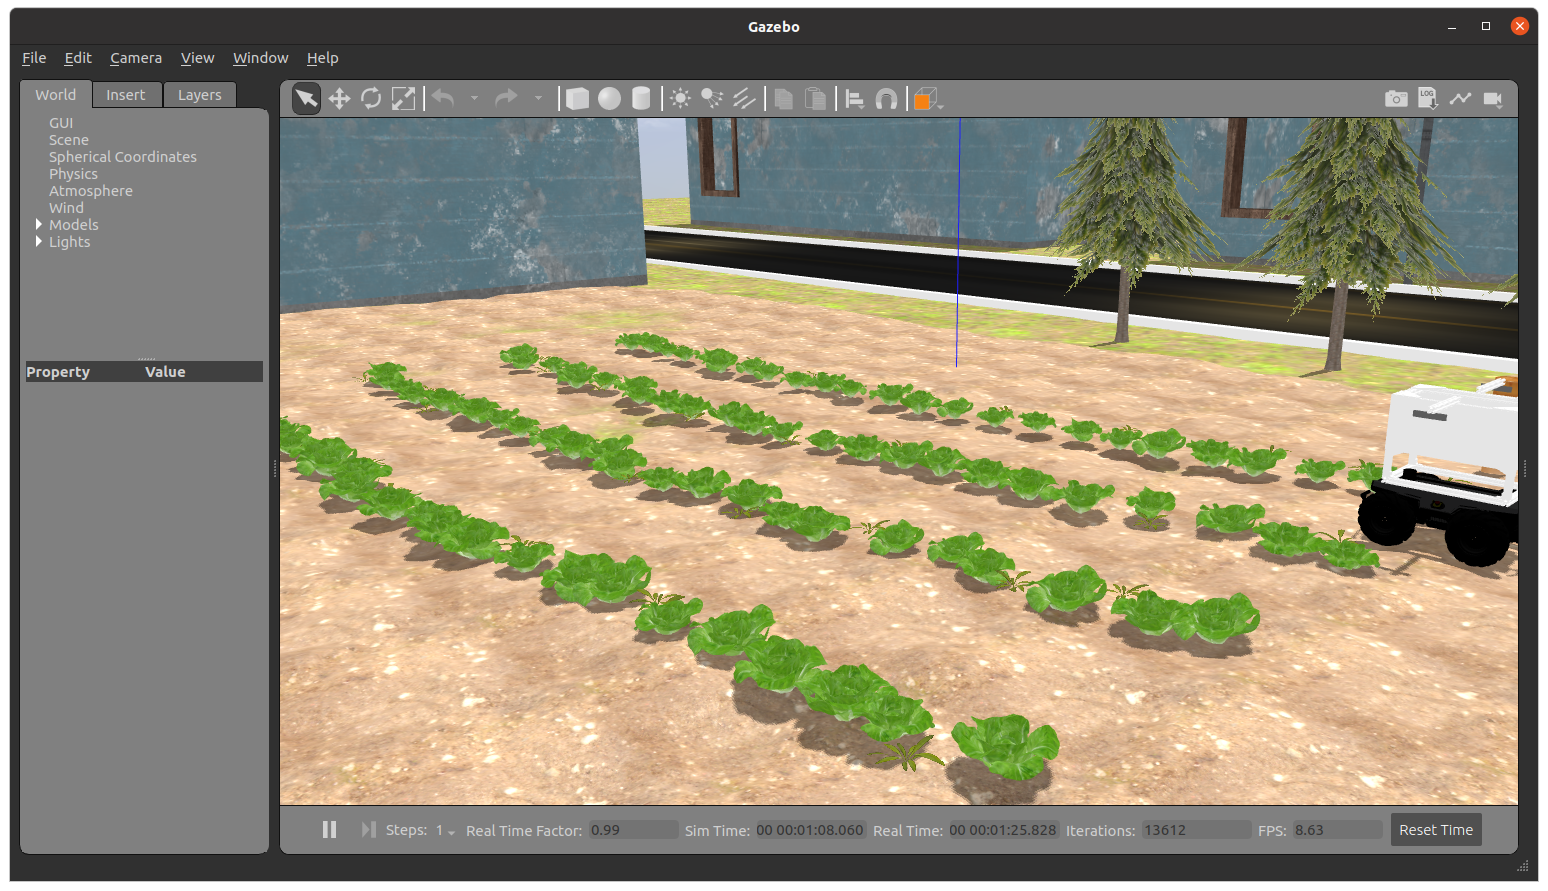 Gazebo
File Edit Camera View Window Help
World Insert Layers
GUI
Scene
Spherical Coordinates
Physics
Atmosphere
Wind
Models
Lights
Property Value
LOG
Steps: 1 Real Time Factor: 0.99 Sim Time: 00 00:01:08.060 Real Time: 00 00:01:25.828 Iterations: 13612 FPS: 8.63 Reset Time